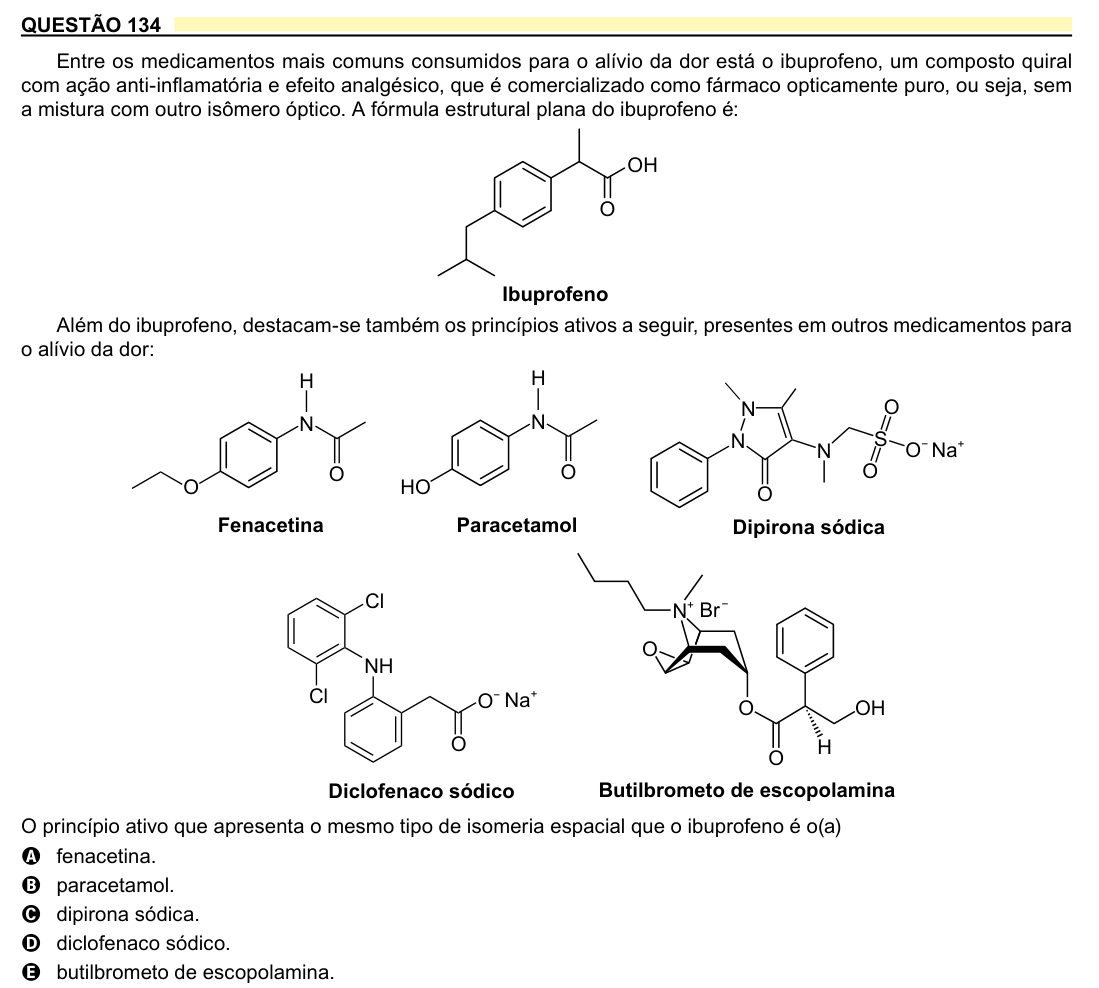 QUESTÃO 134
Entre os medicamentos mais comuns consumidos para o alívio da dor está o ibuprofeno, um composto quiral
com ação anti-inflamatória e efeito analgésico, que é comercializado como fármaco opticamente puro, ou seja, sem
a mistura com outro isômero óptico. A fórmula estrutural plana do ibuprofeno é:
OH
O
Ibuprofeno
Além do ibuprofeno, destacam-se também os princípios ativos a seguir, presentes em outros medicamentos para
o alívio da dor:
H
N
O
O
Fenacetina
H
N
O
HO
Paracetamol
N
N
O
N
O
S
O
O⁻ Na⁺
Dipirona sódica
Cl
Cl
NH
O⁻ Na⁺
O
Diclofenaco sódico
N⁺ Br⁻
O
O
O
H
OH
Butilbrometo de escopolamina
O princípio ativo que apresenta o mesmo tipo de isomeria espacial que o ibuprofeno é o(a)
A fenacetina.
B paracetamol.
C dipirona sódica.
D diclofenaco sódico.
E butilbrometo de escopolamina.